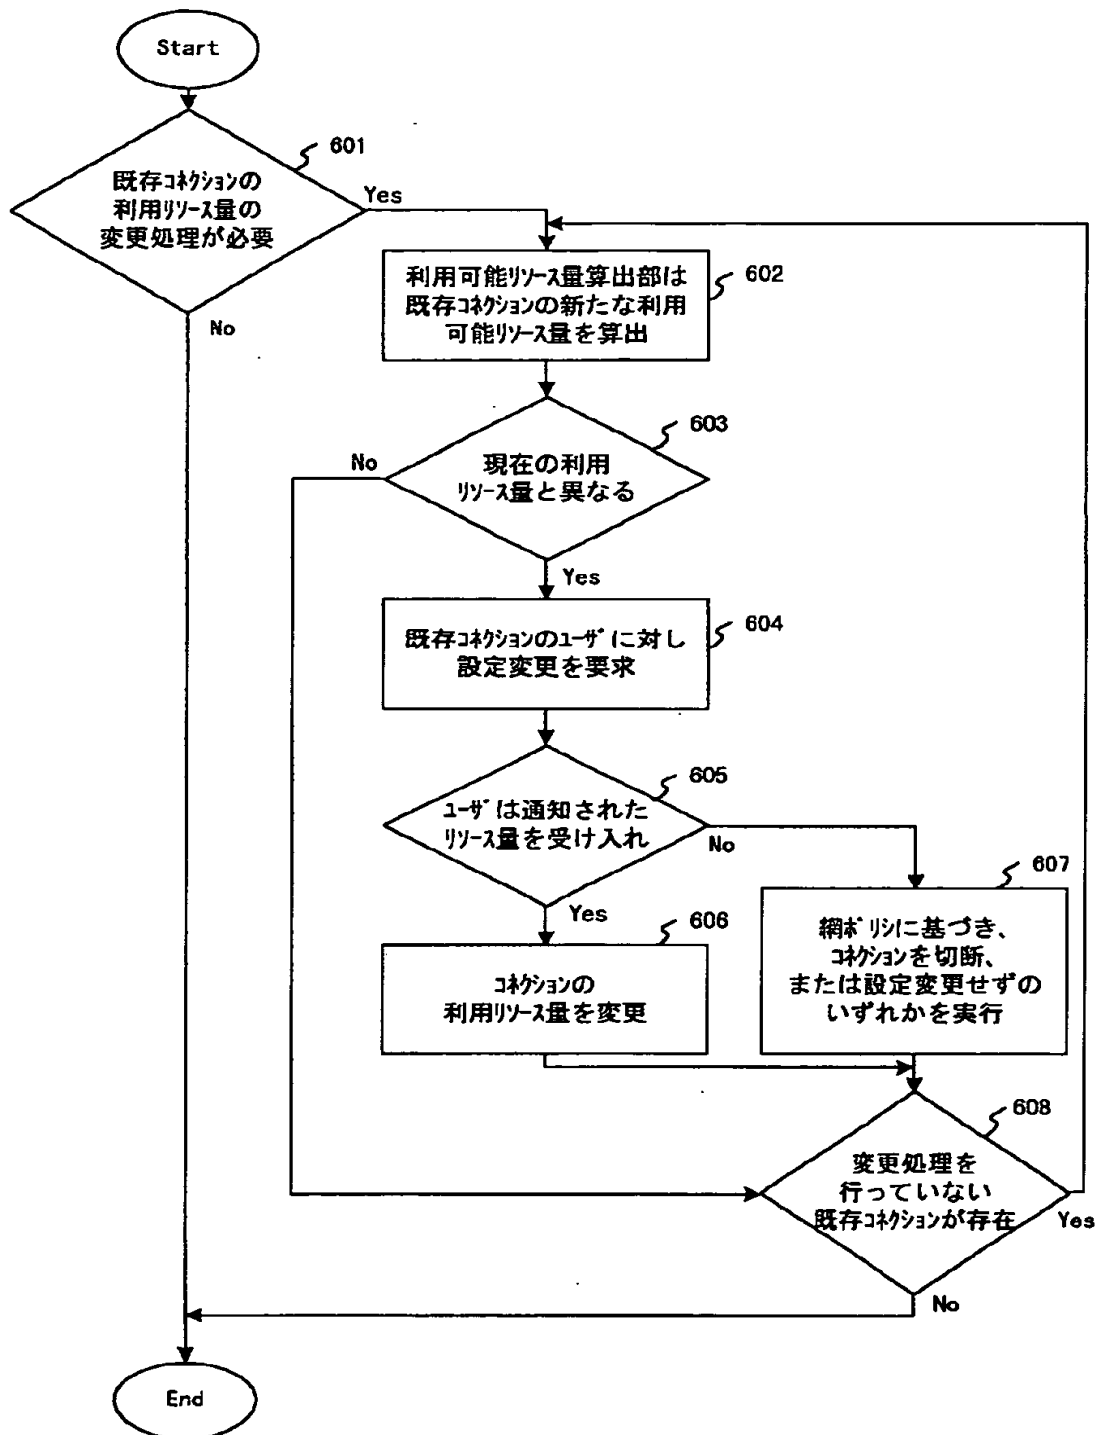 Start
601
既存ｺﾈｸｼｮﾝの
利用ﾘｿｰｽ量の
変更処理が必要
Yes
No
利用可能ﾘｿｰｽ量算出部は
既存ｺﾈｸｼｮﾝの新たな利用
可能ﾘｿｰｽ量を算出
602
603
No
現在の利用
ﾘｿｰｽ量と異なる
Yes
既存ｺﾈｸｼｮﾝのﾕｰｻﾞに対し
設定変更を要求
604
605
ﾕｰｻﾞは通知された
ﾘｿｰｽ量を受け入れ
No
Yes
606
ｺﾈｸｼｮﾝの
利用ﾘｿｰｽ量を変更
607
網ﾎﾟﾘｼに基づき、
ｺﾈｸｼｮﾝを切断、
または設定変更せずの
いずれかを実行
608
変更処理を
行っていない
既存ｺﾈｸｼｮﾝが存在
Yes
No
End